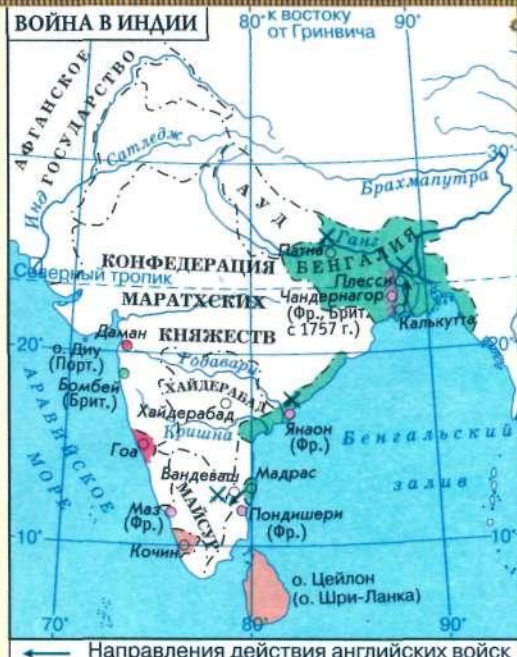 ВОЙНА В ИНДИИ
80° к востоку
от Гринвича
90°
АФГАНСКОЕ
ГОСУДАРСТВО
Инд
Сатледж
30°
Брахмапутра
АУД
Ганг
Патна
БЕНГАЛИЯ
КОНФЕДЕРАЦИЯ
Северный тропик
Плесси
МАРАТХСКИХ
Чандернагор
(Фр., Брит.
с 1757 г.)
Калькутта
КНЯЖЕСТВ
Даман
20°
20°
о. Диу
(Порт.)
Годавари
Бомбей
(Брит.)
ХАЙДЕРАБАД
Хайдерабад
Кришна
Янаон
(Фр.)
АРАВИЙСКОЕ
МОРЕ
Гоа
Бенгальский
залив
Вандеваш
Мадрас
МАЙСУР
Маэ
(Фр.)
Пондишери
(Фр.)
10°
10°
Кочин
о. Цейлон
(о. Шри-Ланка)
70°
80°
90°
Направления действия английских войск